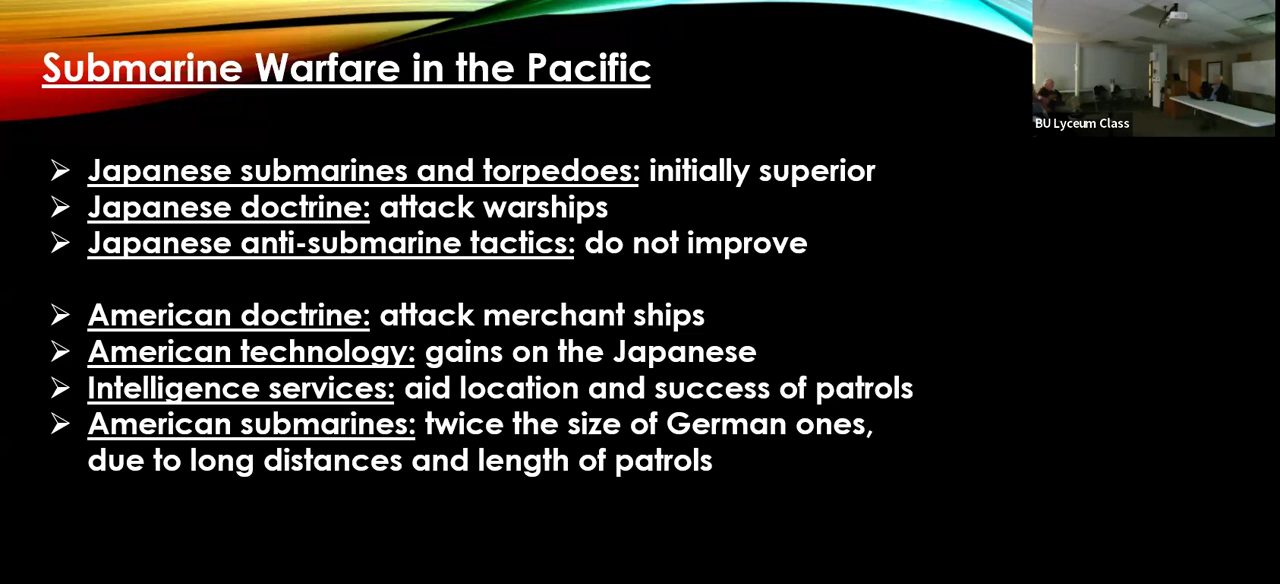 Submarine Warfare in the Pacific
BU Lyceum Class
➢ Japanese submarines and torpedoes: initially superior
➢ Japanese doctrine: attack warships
➢ Japanese anti-submarine tactics: do not improve
➢ American doctrine: attack merchant ships
➢ American technology: gains on the Japanese
➢ Intelligence services: aid location and success of patrols
➢ American submarines: twice the size of German ones,
due to long distances and length of patrols